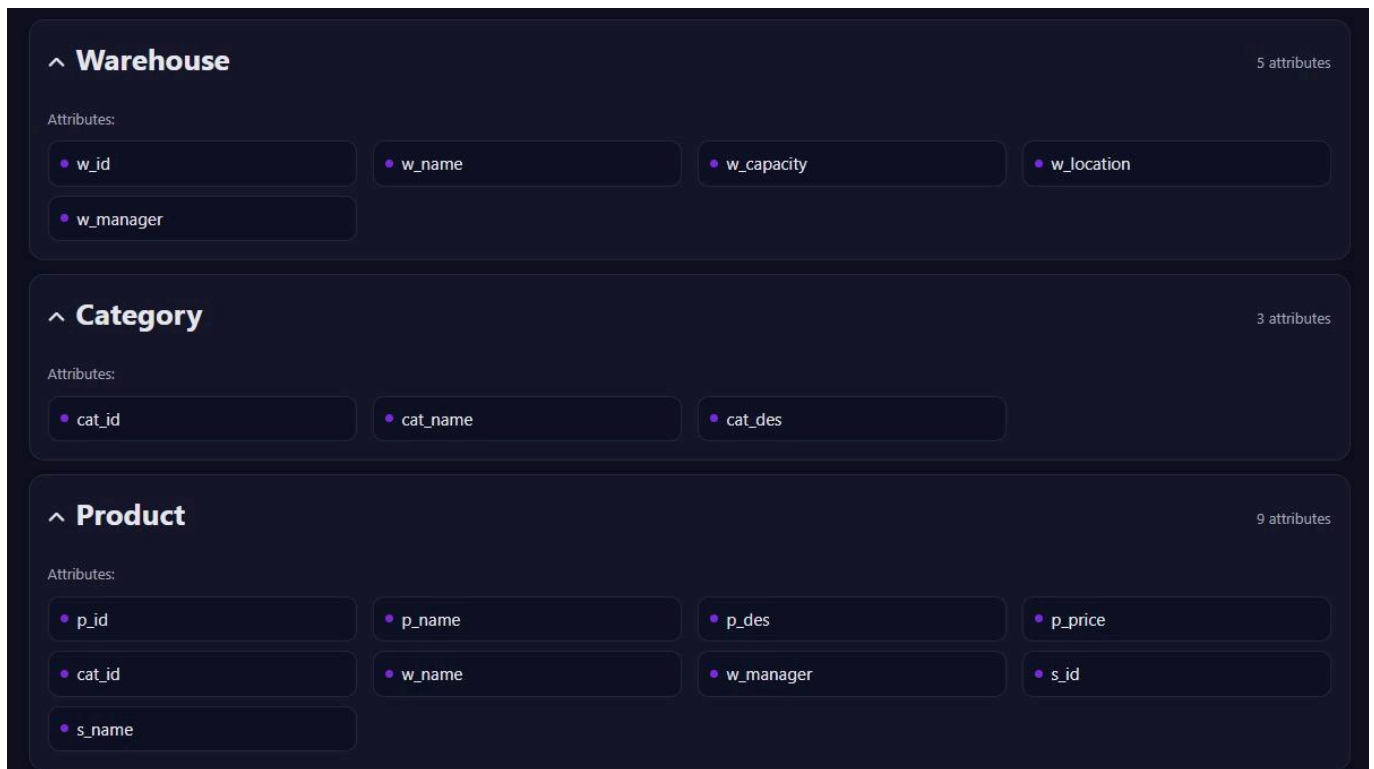 Warehouse 5 attributes
Attributes:
w_id w_name w_capacity w_location
w_manager
Category 3 attributes
Attributes:
cat_id cat_name cat_des
Product 9 attributes
Attributes:
p_id p_name p_des p_price
cat_id w_name w_manager s_id
s_name